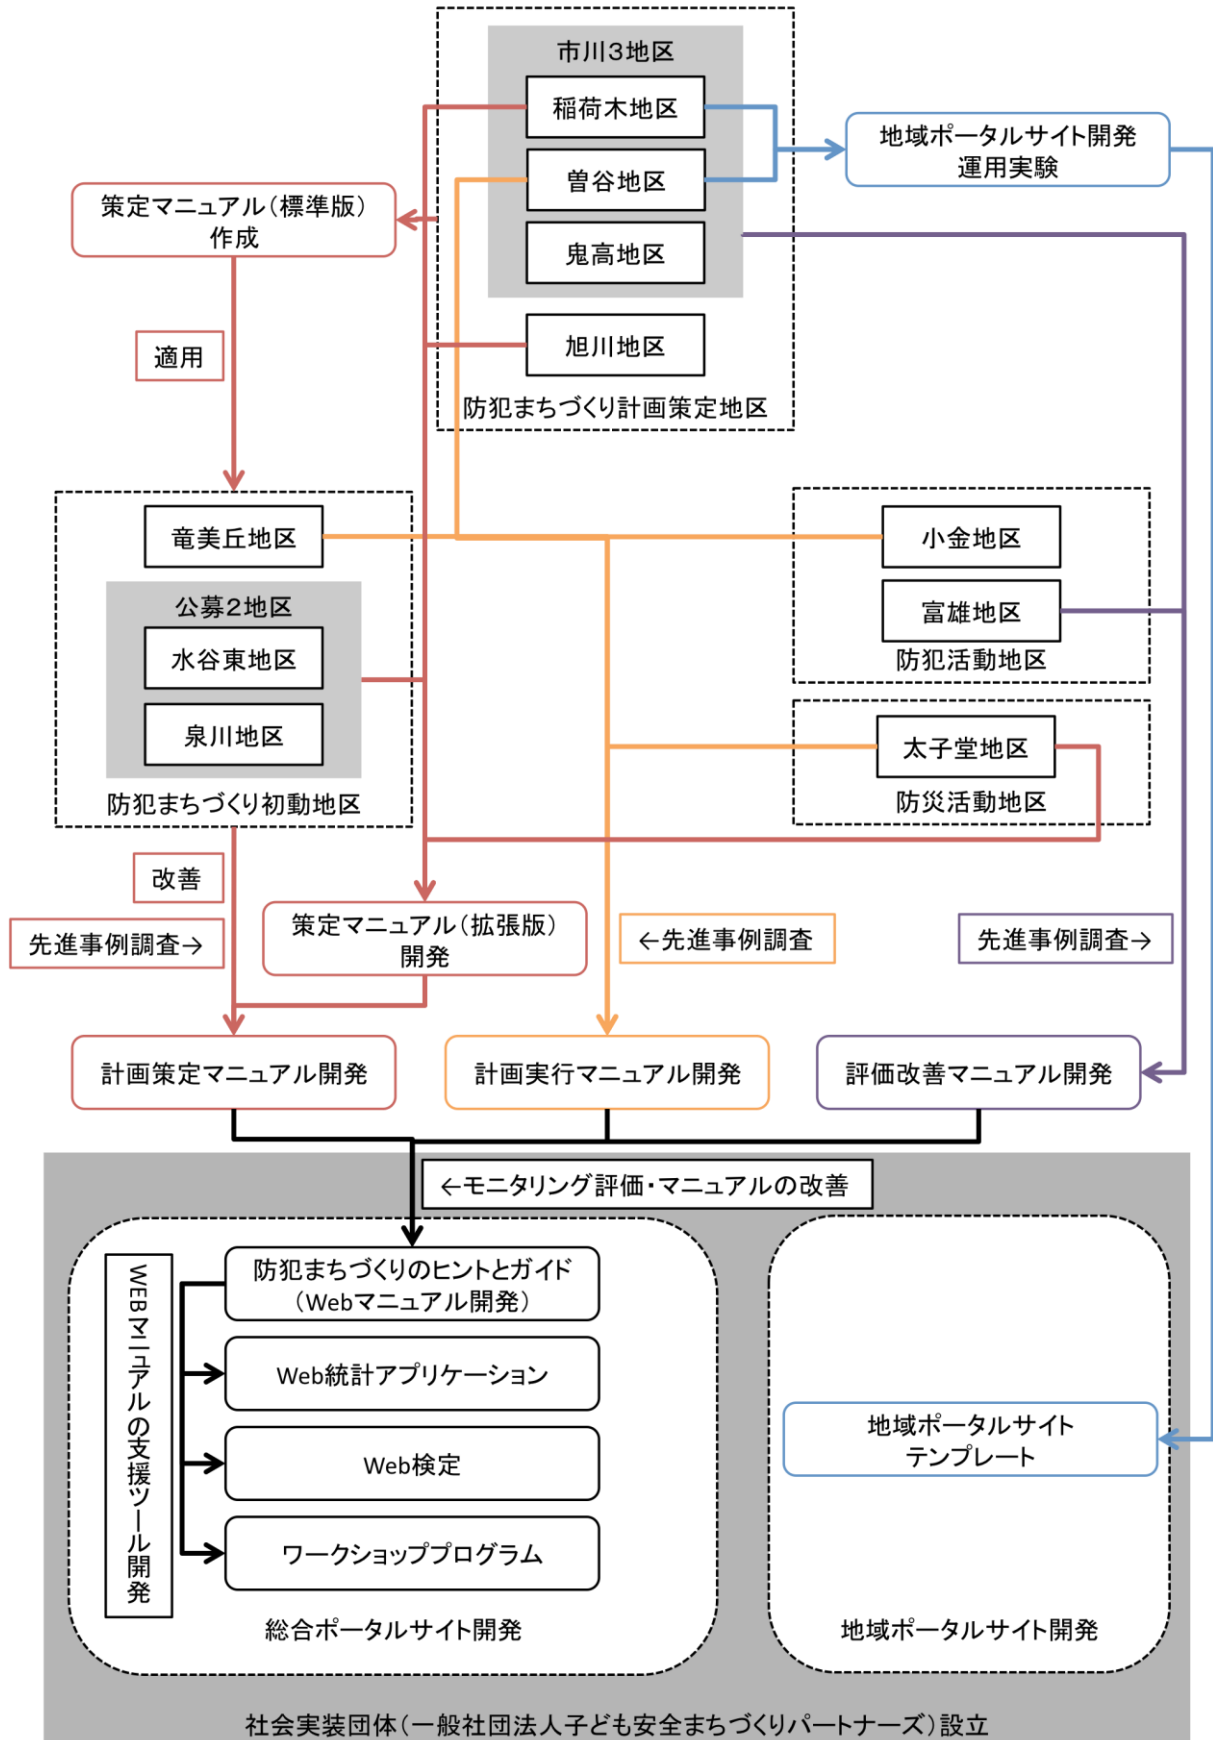 市川3地区
稲荷木地区
曽谷地区
鬼高地区
旭川地区
防犯まちづくり計画策定地区
地域ポータルサイト開発
運用実験
策定マニュアル（標準版）
作成
適用
竜美丘地区
公募2地区
水谷東地区
泉川地区
防犯まちづくり初動地区
小金地区
富雄地区
防犯活動地区
太子堂地区
防災活動地区
改善
先進事例調査→
策定マニュアル（拡張版）
開発
←先進事例調査
先進事例調査→
計画策定マニュアル開発
計画実行マニュアル開発
評価改善マニュアル開発
←モニタリング評価・マニュアルの改善
WEBマニュアルの支援ツール開発
防犯まちづくりのヒントとガイド
（Webマニュアル開発）
Web統計アプリケーション
Web検定
ワークショッププログラム
総合ポータルサイト開発
地域ポータルサイト
テンプレート
地域ポータルサイト開発
社会実装団体（一般社団法人子ども安全まちづくりパートナーズ）設立